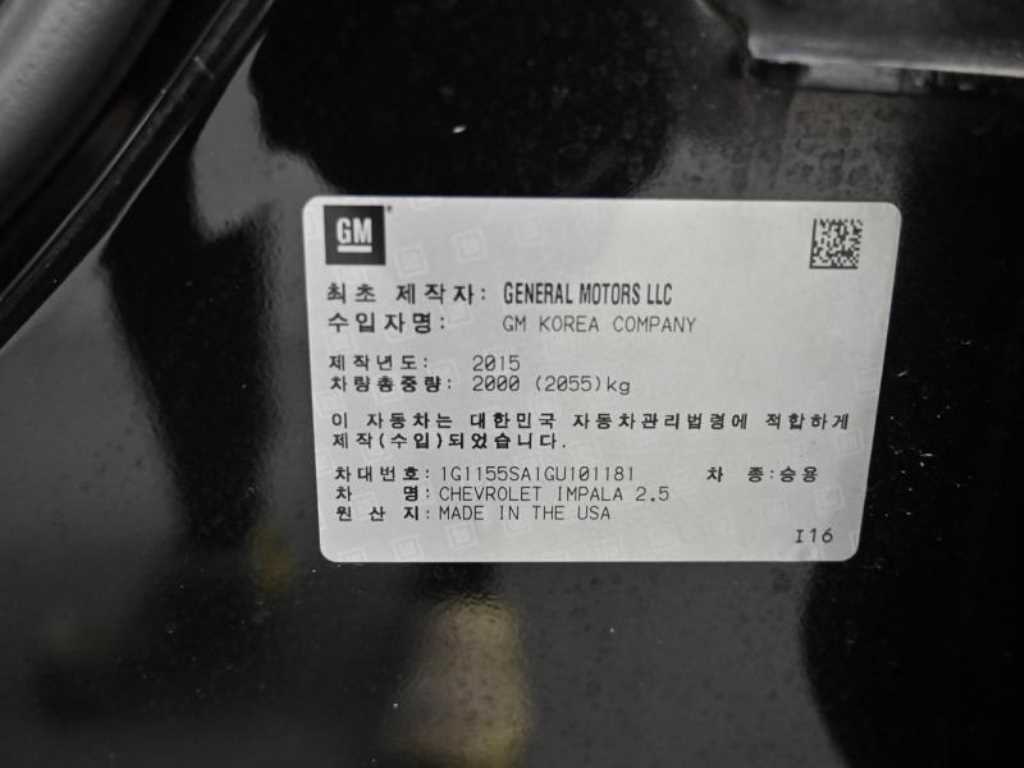 GM
최초 제작자: GENERAL MOTORS LLC
수입자명: GM KOREA COMPANY
제작년도: 2015
차량총중량: 2000 (2055)kg
이 자동차는 대한민국 자동차관리법령에 적합하게
제작(수입)되었습니다.
차대번호: 1G1155SA1GU101181 차 종:승용
차 명: CHEVROLET IMPALA 2.5
원 산 지: MADE IN THE USA
I16